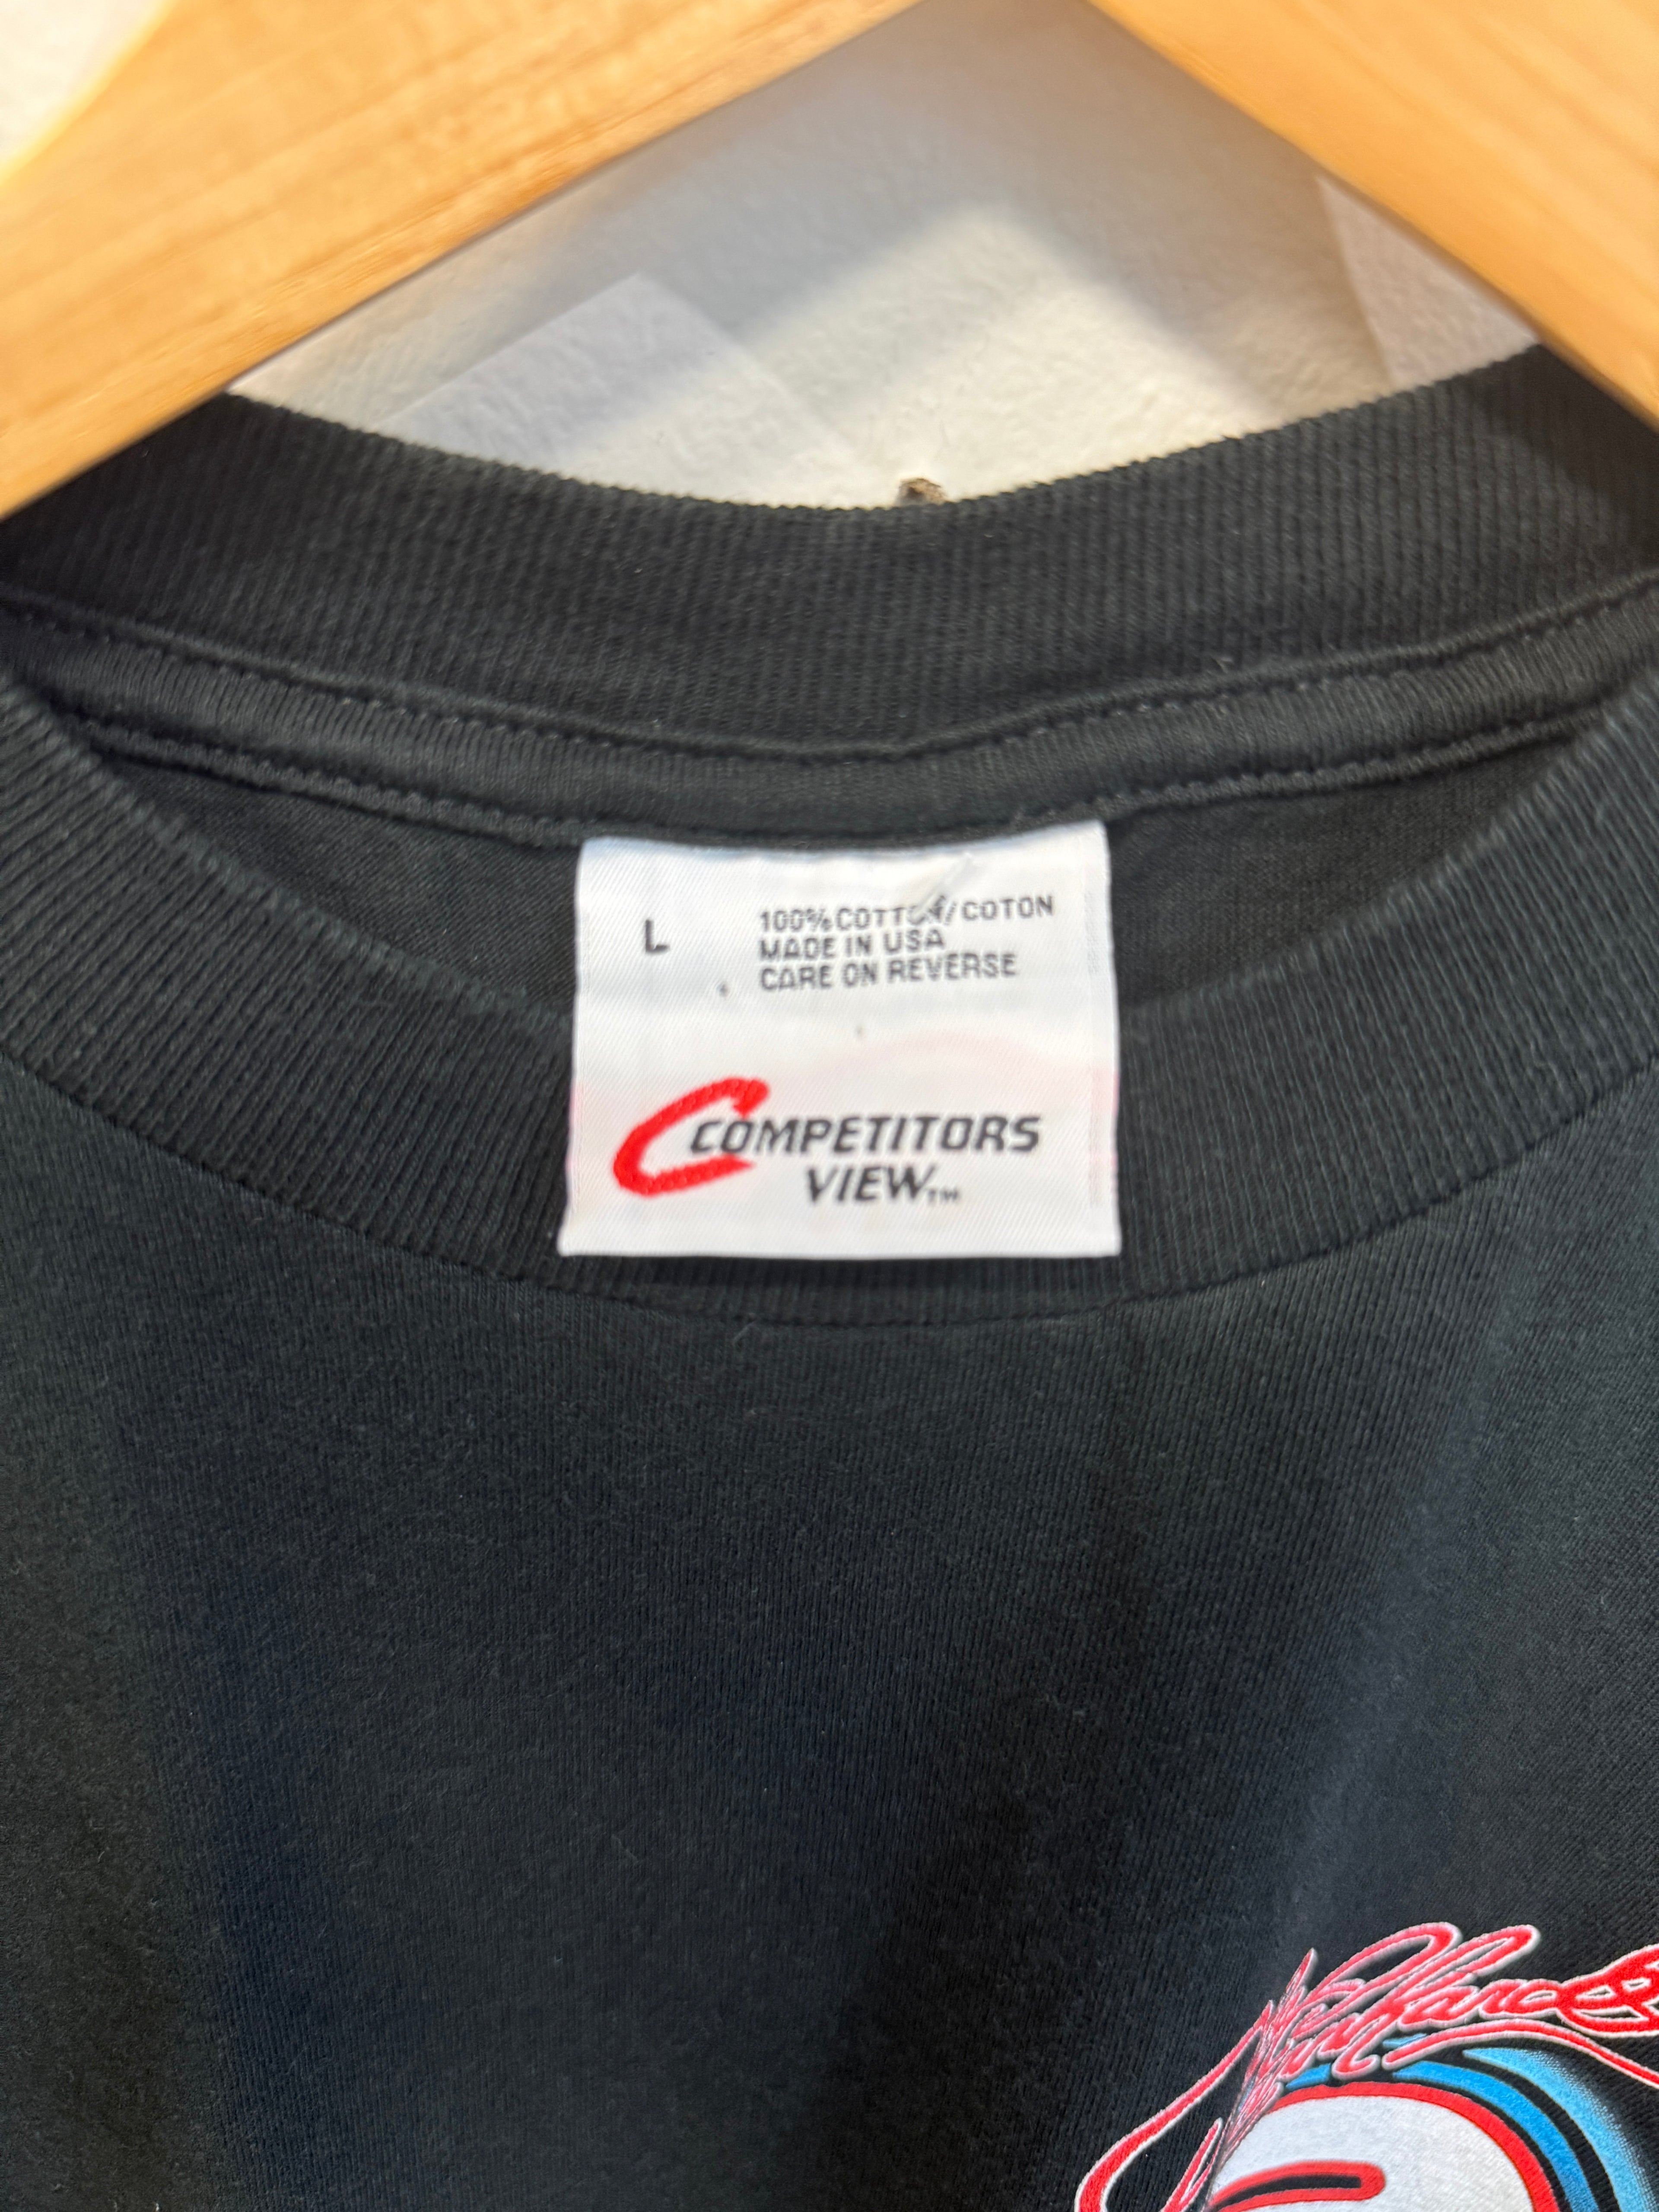 L
100% COTTON/COTON
MADE IN USA
CARE ON REVERSE
COMPETITORS
VIEW™